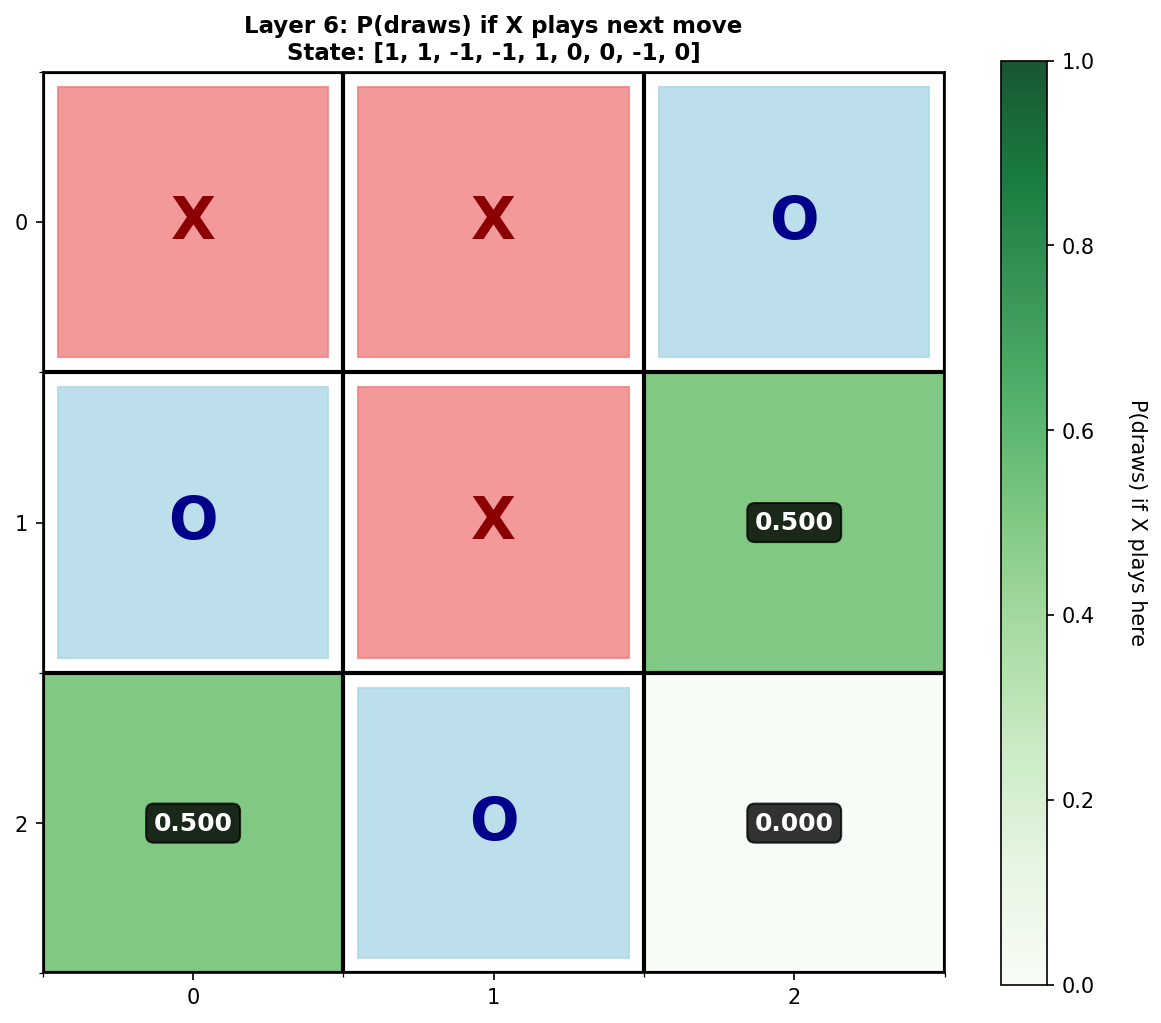 Layer 6: P(draws) if X plays next move
State: [1, 1, -1, -1, 1, 0, 0, -1, 0]
0
X
X
O
1
O
X
0.500
2
0.500
O
0.000
0
1
2
1.0
0.8
0.6
0.4
0.2
0.0
P(draws) if X plays here